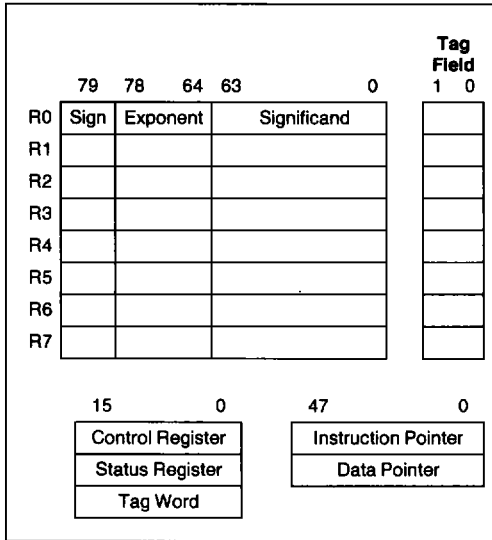 Tag
Field
79 78 64 63 0 1 0
R0 Sign Exponent Significand
R1
R2
R3
R4
R5
R6
R7
15 0 47 0
Control Register Instruction Pointer
Status Register Data Pointer
Tag Word